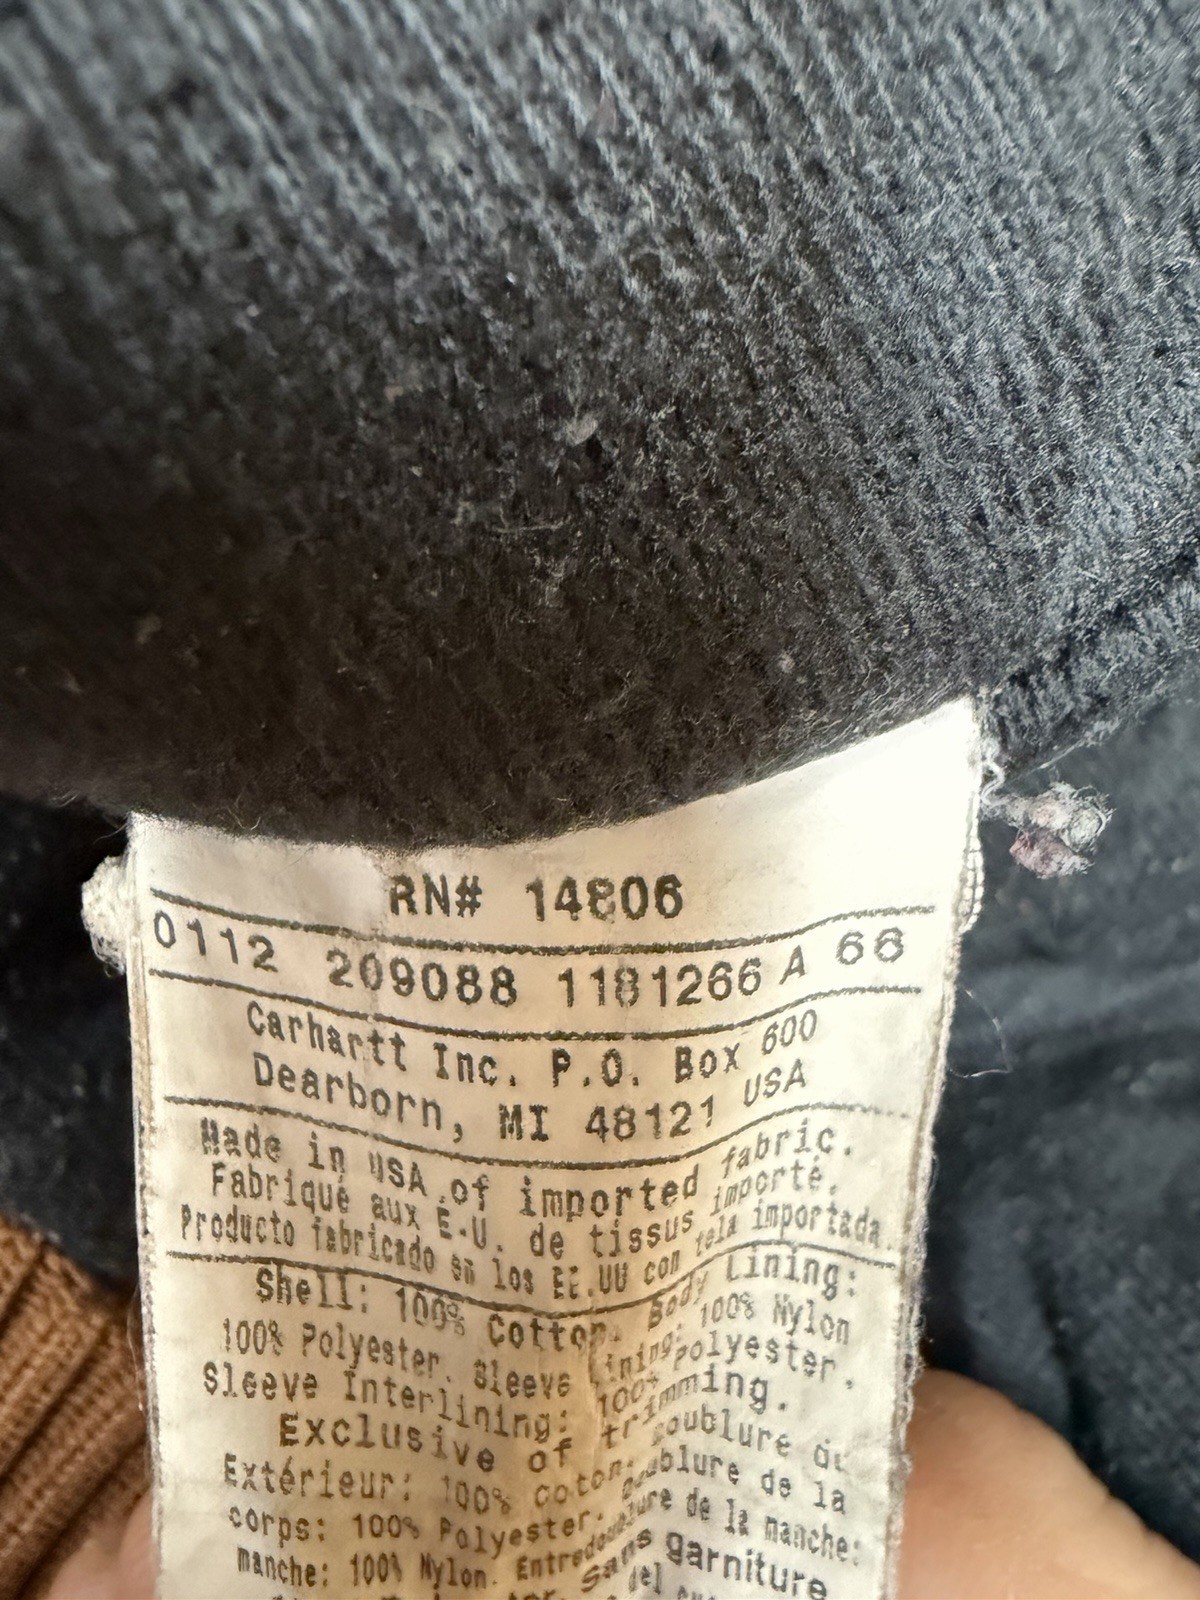 RN# 14806
0112 209088 1181266 A 66
Carhartt Inc. P.O. Box 600
Dearborn, MI 48121 USA
Made in USA of imported fabric.
Fabriqué aux É.-U. de tissus importé.
Producto fabricado en los EE.UU con tela importada.
Shell: 100% Cotton. Body Lining:
100% Polyester. Sleeve Lining: 100% Nylon
Sleeve Interlining: 100% Polyester.
Exclusive of trimming.
Extérieur: 100% coton. Doublure du
corps: 100% Polyester. Doublure de la
manche: 100% Nylon. Entredoublure de la manche:
Sans garniture
del